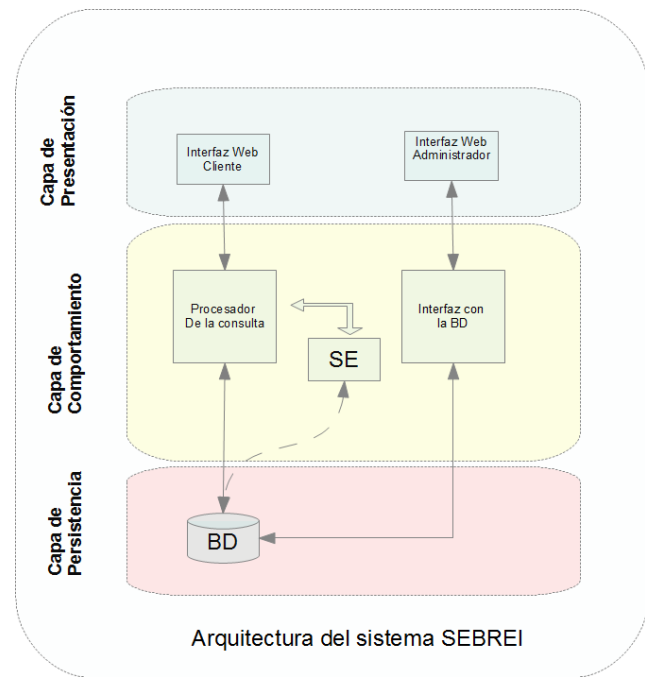 Capa de
Presentación
Interfaz Web
Cliente
Interfaz Web
Administrador
Capa de
Comportamiento
Procesador
De la consulta
SE
Interfaz con
la BD
Capa de
Persistencia
BD
Arquitectura del sistema SEBREI